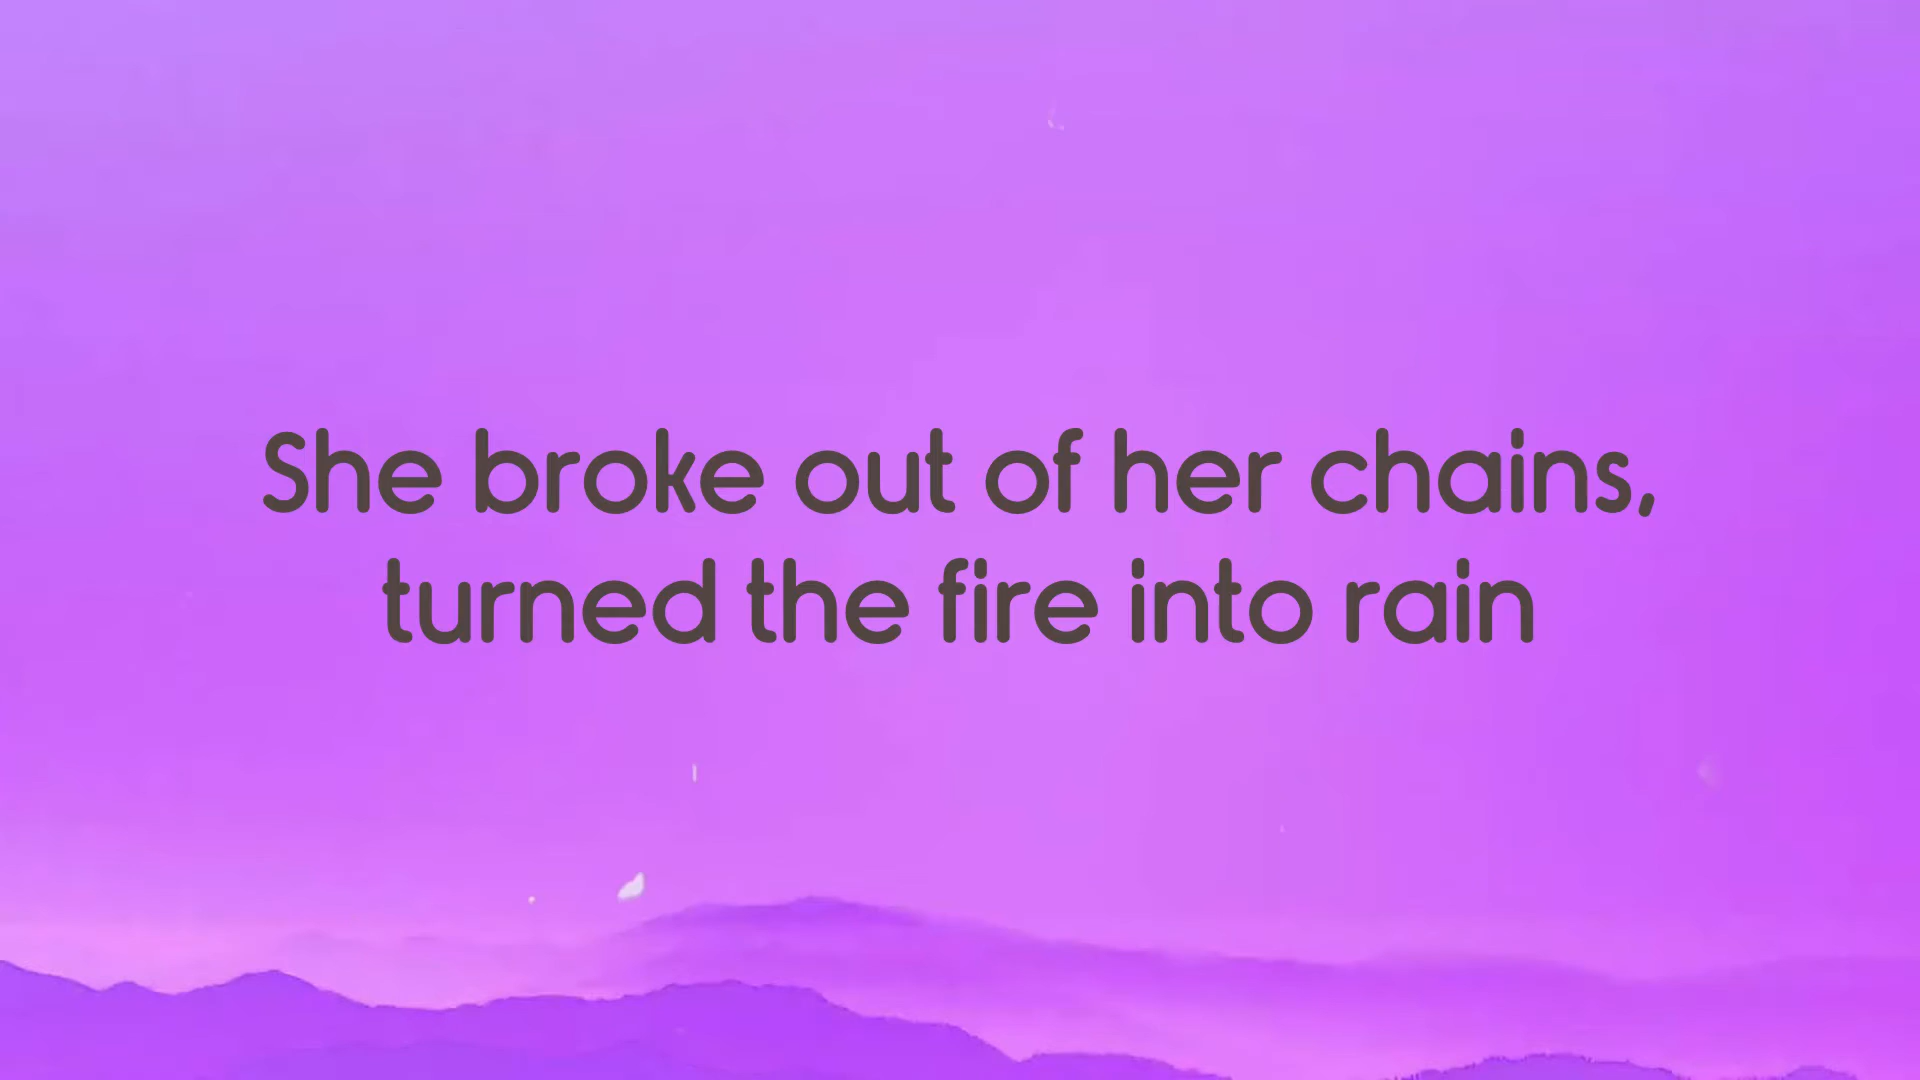 She broke out of her chains,
turned the fire into rain